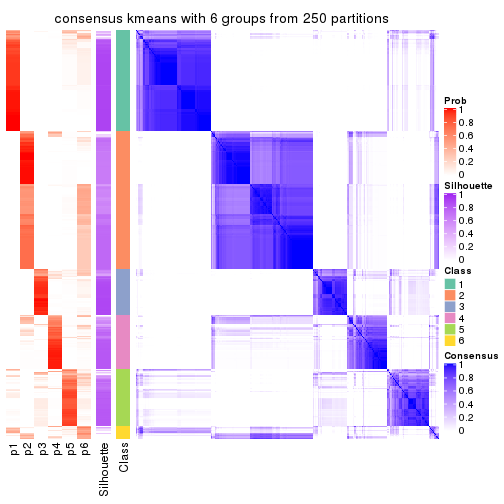 consensus kmeans with 6 groups from 250 partitions
Prob
1
0.8
0.6
0.4
0.2
0
Silhouette
1
0.8
0.6
0.4
0.2
0
Class
1
2
3
4
5
6
Consensus
1
0.8
0.6
0.4
0.2
0
p1
p2
p3
p4
p5
p6
Silhouette
Class